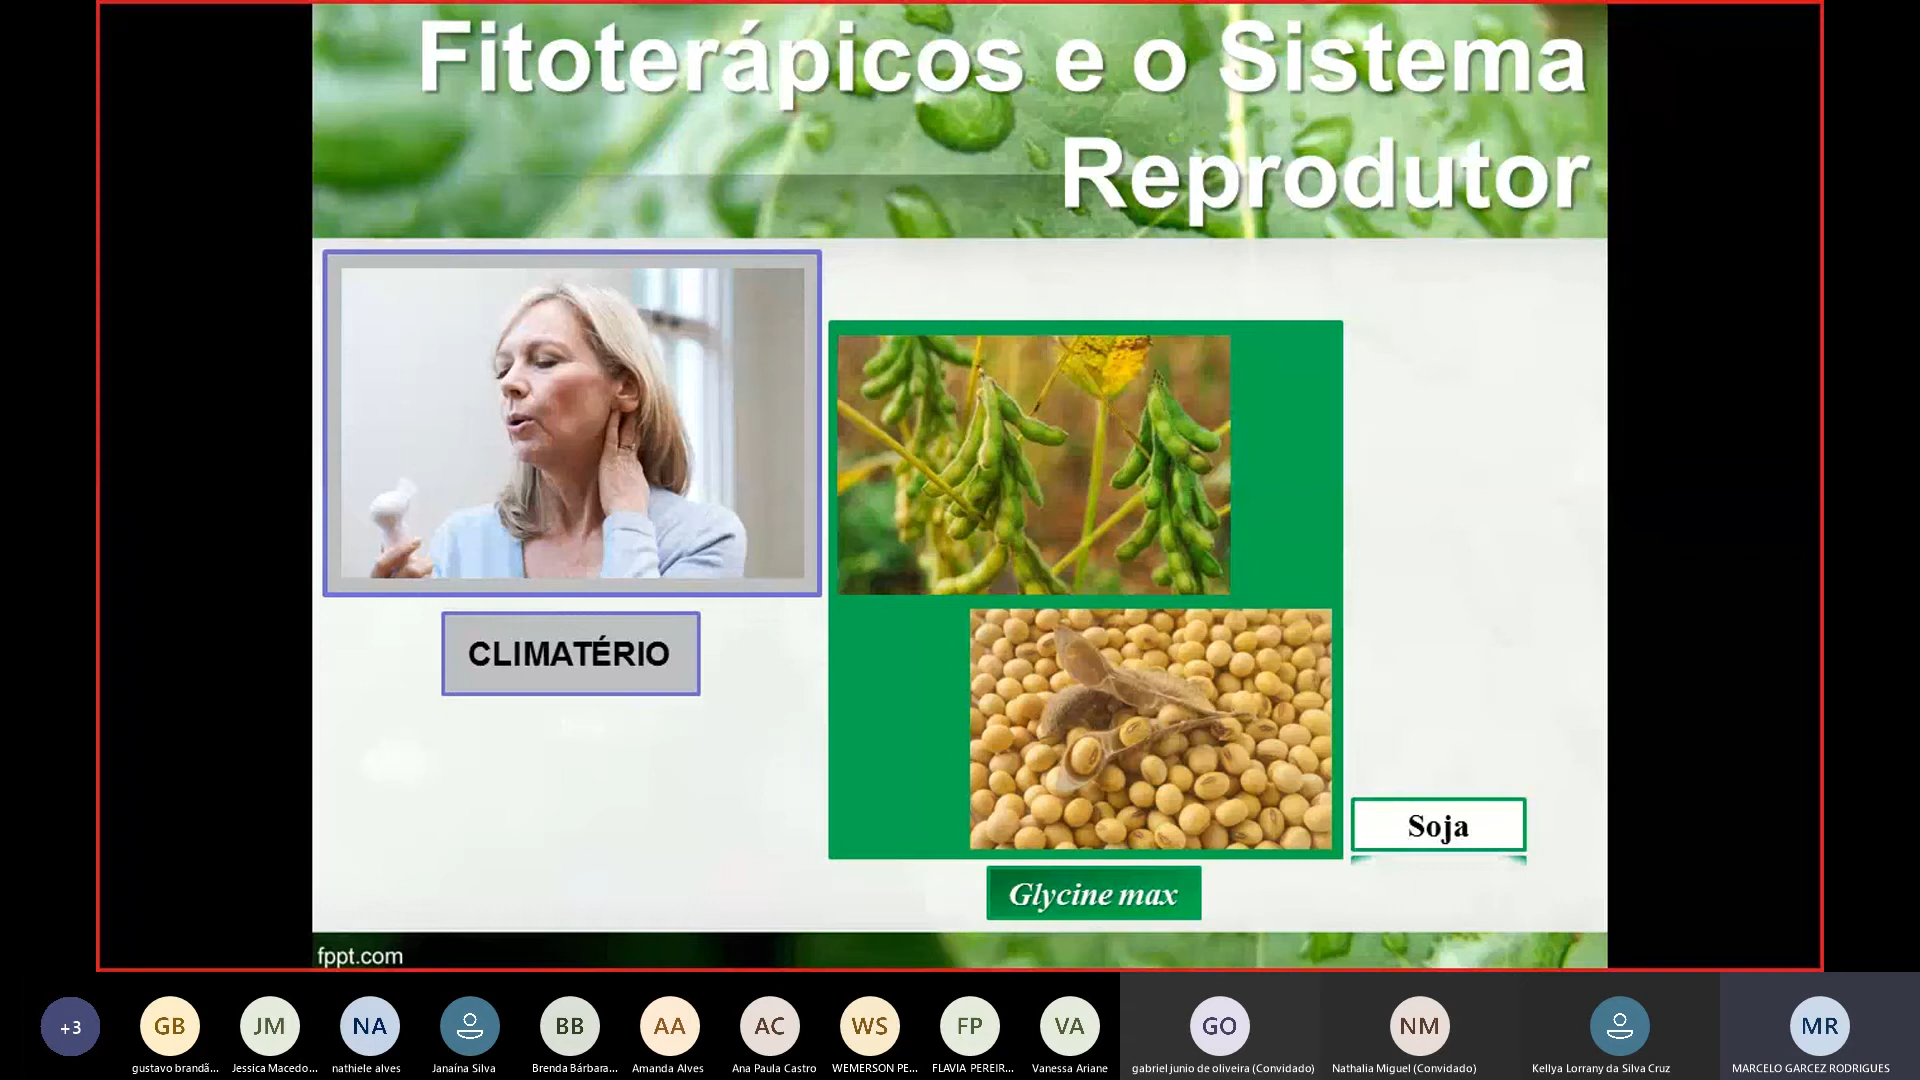 Fitoterápicos e o Sistema
Reprodutor
CLIMATÉRIO
Soja
Glycine max
fppt.com
+3
GB
JM
NA
BB
AA
AC
WS
FP
VA
GO
NM
MR
gustavo brandã...
Jessica Macedo...
nathiele alves
Janaína Silva
Brenda Bárbara...
Amanda Alves
Ana Paula Castro
WEMERSON PE...
FLAVIA PEREIR...
Vanessa Ariane
gabriel junio de oliveira (Convidado)
Nathalia Miguel (Convidado)
Kellya Lorrany da Silva Cruz
MARCELO GARCEZ RODRIGUES